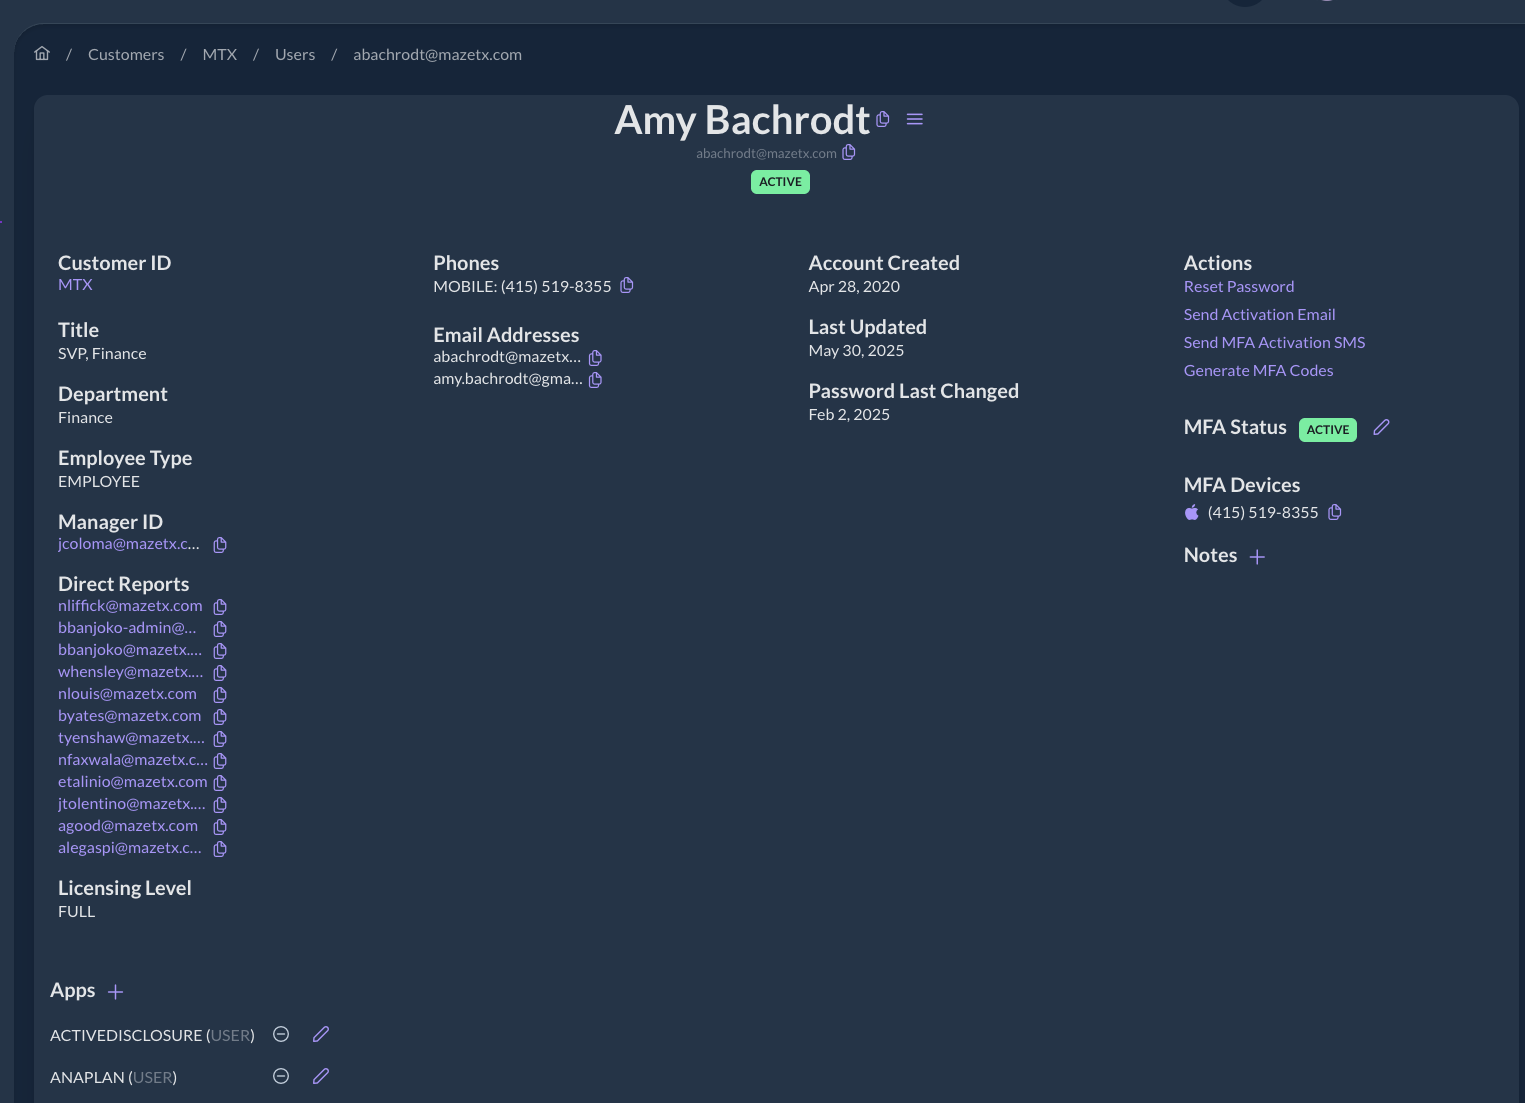 / Customers / MTX / Users / abachrodt@mazetx.com
Amy Bachrodt
abachrodt@mazetx.com
ACTIVE
Customer ID
MTX
Title
SVP, Finance
Department
Finance
Employee Type
EMPLOYEE
Manager ID
jcoloma@mazetx.c...
Direct Reports
nliffick@mazetx.com
bbanjoko-admin@...
bbanjoko@mazetx....
whensley@mazetx....
nlouis@mazetx.com
byates@mazetx.com
tyenshaw@mazetx....
nfaxwala@mazetx.c...
etalinio@mazetx.com
jtolentino@mazetx....
agood@mazetx.com
alegaspi@mazetx.c...
Licensing Level
FULL
Phones
MOBILE: (415) 519-8355
Email Addresses
abachrodt@mazetx...
amy.bachrodt@gma...
Account Created
Apr 28, 2020
Last Updated
May 30, 2025
Password Last Changed
Feb 2, 2025
Actions
Reset Password
Send Activation Email
Send MFA Activation SMS
Generate MFA Codes
MFA Status ACTIVE
MFA Devices
(415) 519-8355
Notes
Apps
ACTIVEDISCLOSURE (USER)
ANAPLAN (USER)